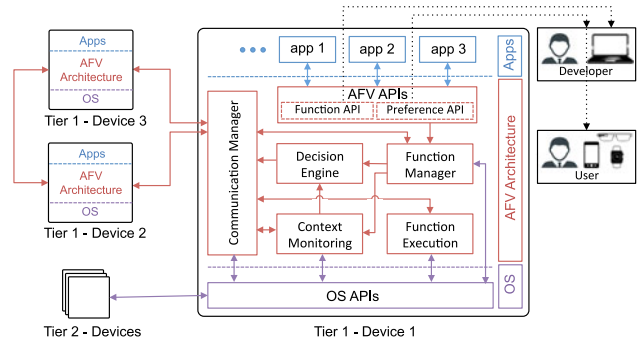 Apps
AFV
Architecture
OS
Tier 1 - Device 3
Apps
AFV
Architecture
OS
Tier 1 - Device 2
Tier 2 - Devices
app 1
app 2
app 3
Apps
AFV APIs
Function API
Preference API
Communication Manager
Decision
Engine
Function
Manager
Context
Monitoring
Function
Execution
AFV Architecture
OS APIs
OS
Tier 1 - Device 1
Developer
User